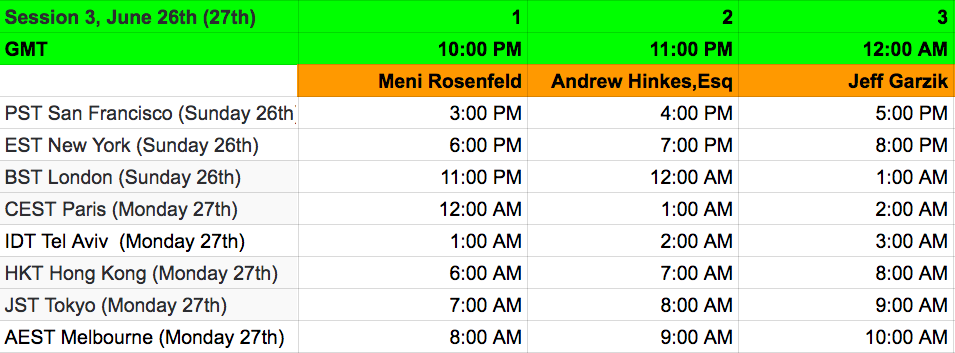 Session 3, June 26th (27th) 1 2 3
GMT 10:00 PM 11:00 PM 12:00 AM
Meni Rosenfeld Andrew Hinkes,Esq Jeff Garzik
PST San Francisco (Sunday 26th) 3:00 PM 4:00 PM 5:00 PM
EST New York (Sunday 26th) 6:00 PM 7:00 PM 8:00 PM
BST London (Sunday 26th) 11:00 PM 12:00 AM 1:00 AM
CEST Paris (Monday 27th) 12:00 AM 1:00 AM 2:00 AM
IDT Tel Aviv (Monday 27th) 1:00 AM 2:00 AM 3:00 AM
HKT Hong Kong (Monday 27th) 6:00 AM 7:00 AM 8:00 AM
JST Tokyo (Monday 27th) 7:00 AM 8:00 AM 9:00 AM
AEST Melbourne (Monday 27th) 8:00 AM 9:00 AM 10:00 AM